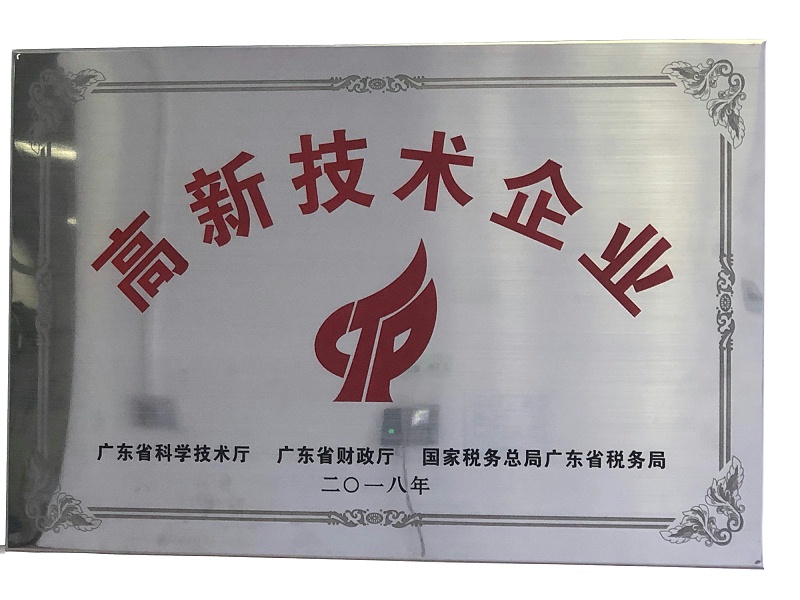 高新技术企业
广东省科学技术厅 广东省财政厅 国家税务总局广东省税务局
二〇一八年